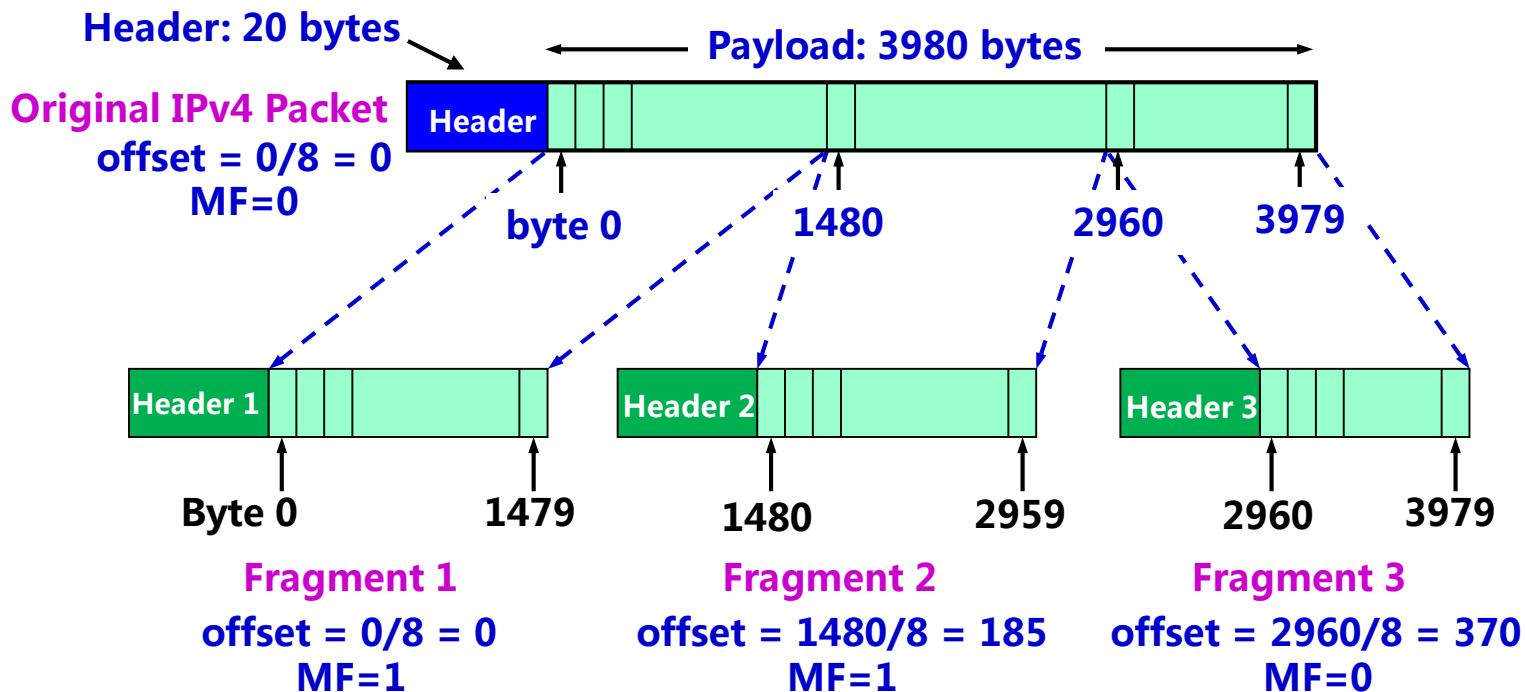 Header: 20 bytes
Payload: 3980 bytes
Original IPv4 Packet
offset = 0/8 = 0
MF=0
Header
byte 0
1480
2960
3979
Header 1
Header 2
Header 3
Byte 0
1479
1480
2959
2960
3979
Fragment 1
offset = 0/8 = 0
MF=1
Fragment 2
offset = 1480/8 = 185
MF=1
Fragment 3
offset = 2960/8 = 370
MF=0